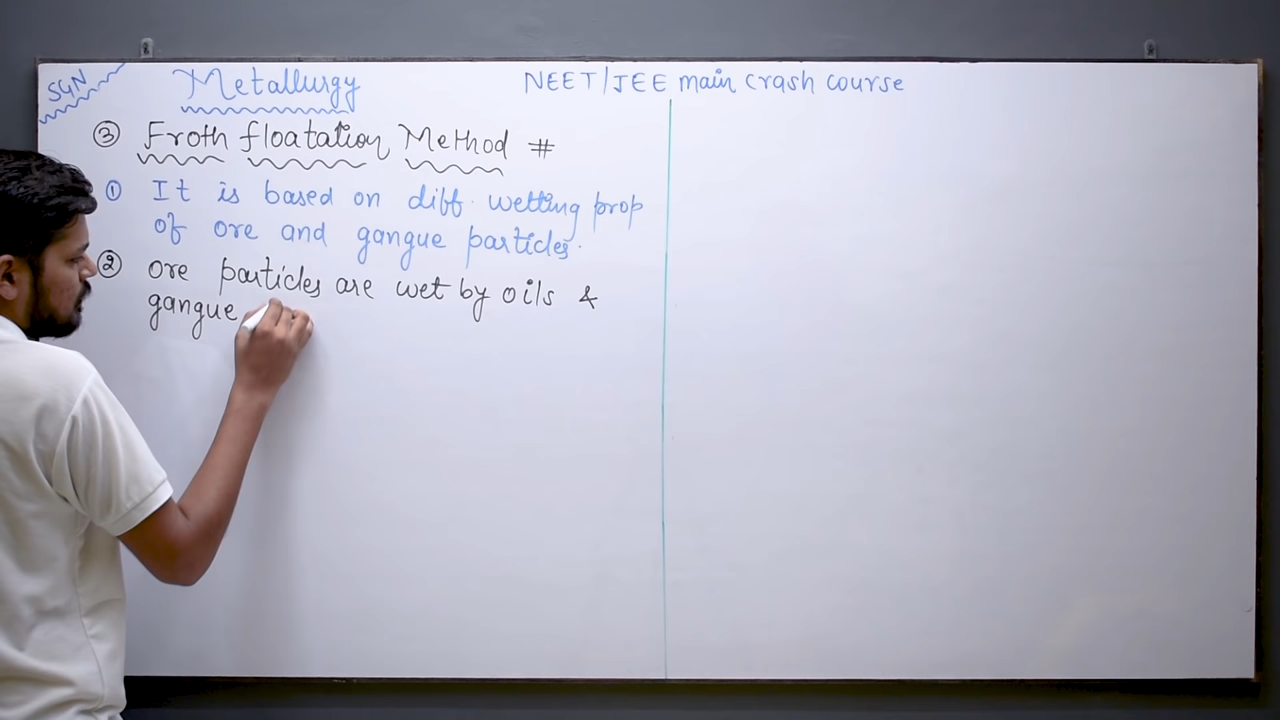 SGN
Metallurgy
NEET/JEE main crash course
③ Froth floatation Method #
① It is based on diff. wetting prop
of ore and gangue particles.
② ore particles are wet by oils &
gangue